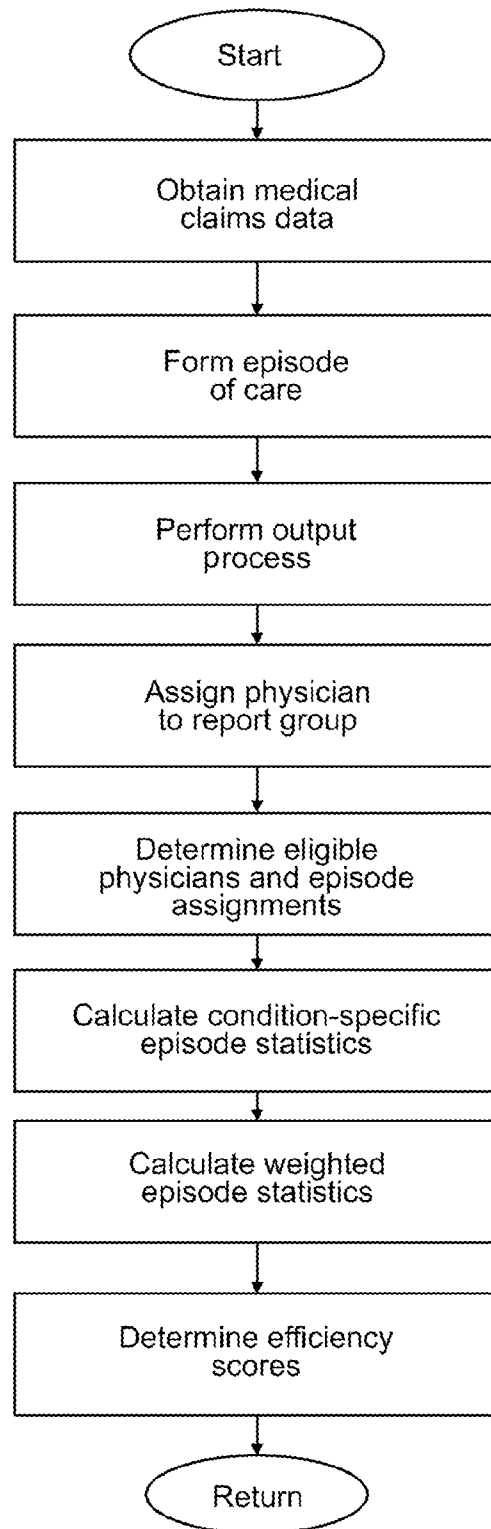 Start
Obtain medical
claims data
Form episode
of care
Perform output
process
Assign physician
to report group
Determine eligible
physicians and episode
assignments
Calculate condition-specific
episode statistics
Calculate weighted
episode statistics
Determine efficiency
scores
Return